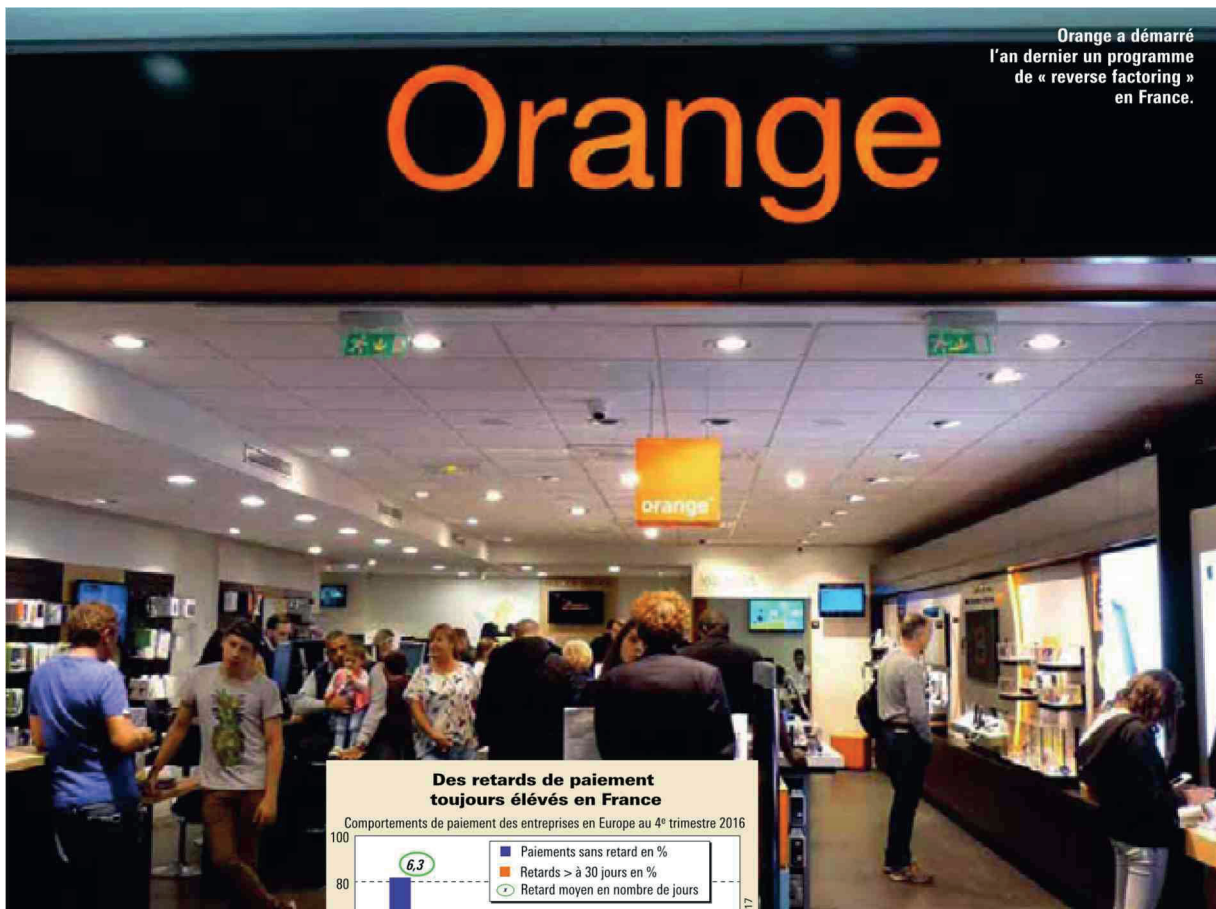 Orange a démarré
l'an dernier un programme
de « reverse factoring »
en France.
Orange
DR
orange
Des retards de paiement
toujours élévés en France
Comportements de paiement des entreprises en Europe au 4e trimestre 2016
100
6,3
Paiements sans retard en %
Retards > à 30 jours en %
x Retard moyen en nombre de jours
80
17